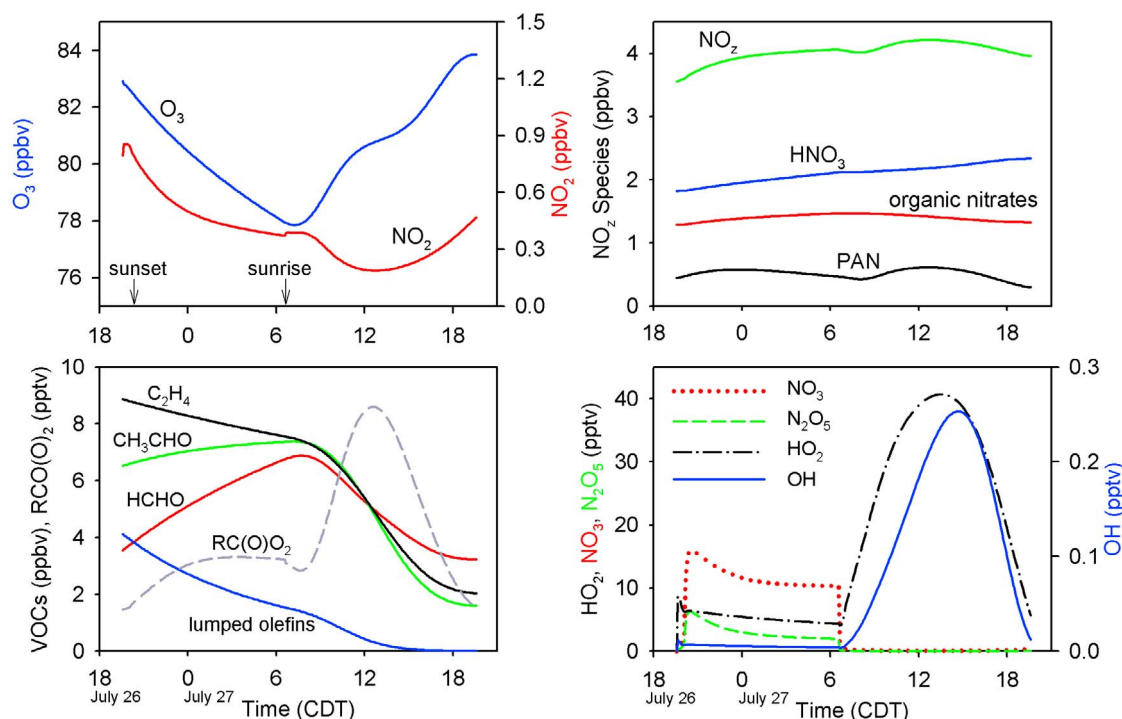 84
82
80
78
76
O3 (ppbv)
O3
NO2
sunset
sunrise
1.5
1.2
0.9
0.6
0.3
0.0
NO2 (ppbv)
18
0
6
12
18
4
2
0
NOz Species (ppbv)
NOz
HNO3
organic nitrates
PAN
18
0
6
12
18
10
8
6
4
2
0
VOCs (ppbv), RCO(O)2 (pptv)
C2H4
CH3CHO
HCHO
RC(O)O2
lumped olefins
18
0
6
12
18
July 26
July 27
Time (CDT)
40
30
20
10
0
HO2, NO3, N2O5 (pptv)
NO3
N2O5
HO2
OH
0.3
0.2
0.1
0.0
OH (pptv)
18
0
6
12
18
July 26
July 27
Time (CDT)